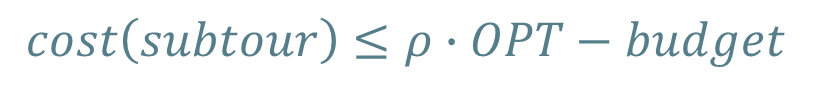 cost(subtour) ≤ ρ · OPT − budget